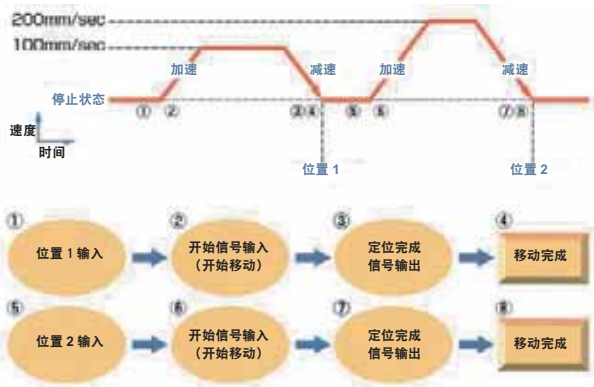 200mm/sec
100mm/sec
加速
减速
加速
减速
停止状态
① ② ③④ ⑤ ⑥ ⑦⑧
速度
时间
位置 1
位置 2
① ② ③ ④
位置 1 输入
开始信号输入
（开始移动）
定位完成
信号输出
移动完成
⑤ ⑥ ⑦ ⑧
位置 2 输入
开始信号输入
（开始移动）
定位完成
信号输出
移动完成